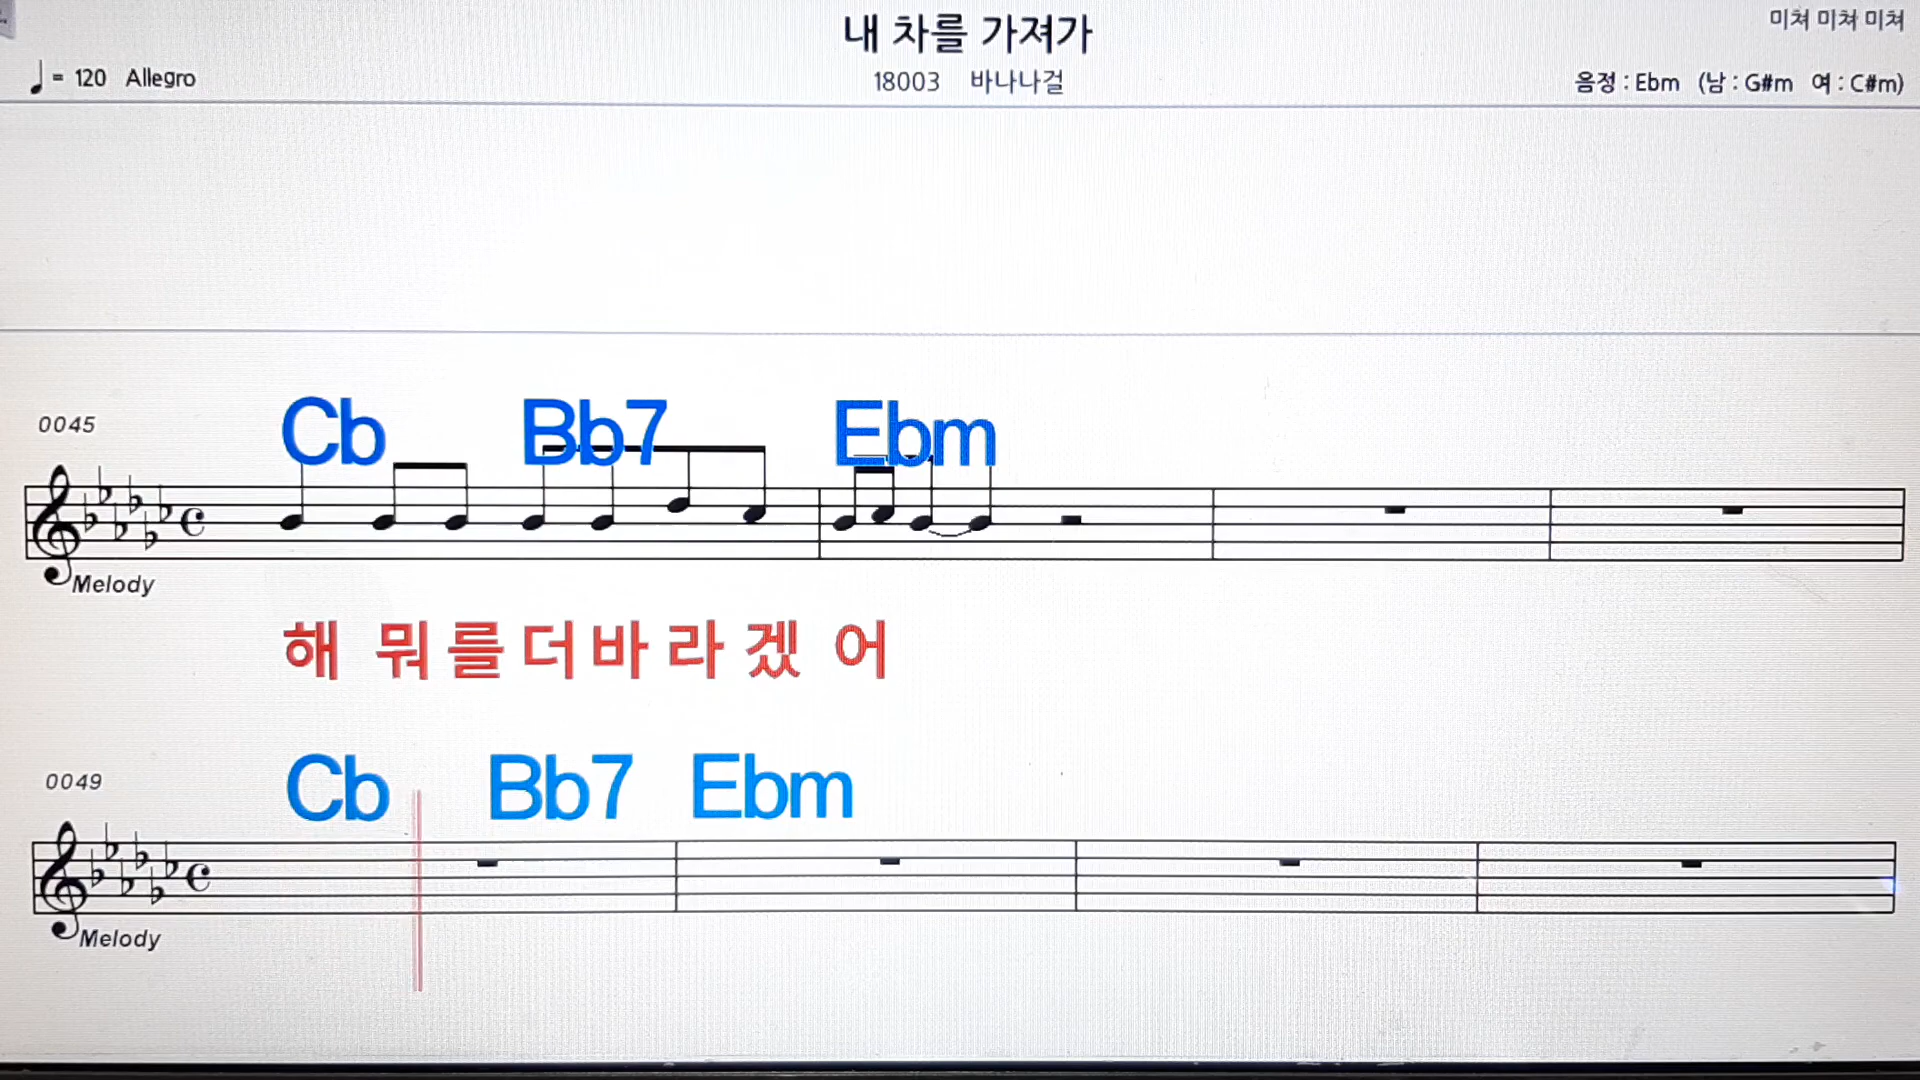 내 차를 가져가
미쳐 미쳐 미쳐
= 120 Allegro
18003 바나나걸
음정 : Ebm (남 : G#m 여 : C#m)
0045
Cb Bb7 Ebm
Melody
해 뭐를더바라겠 어
0049
Cb Bb7 Ebm
Melody